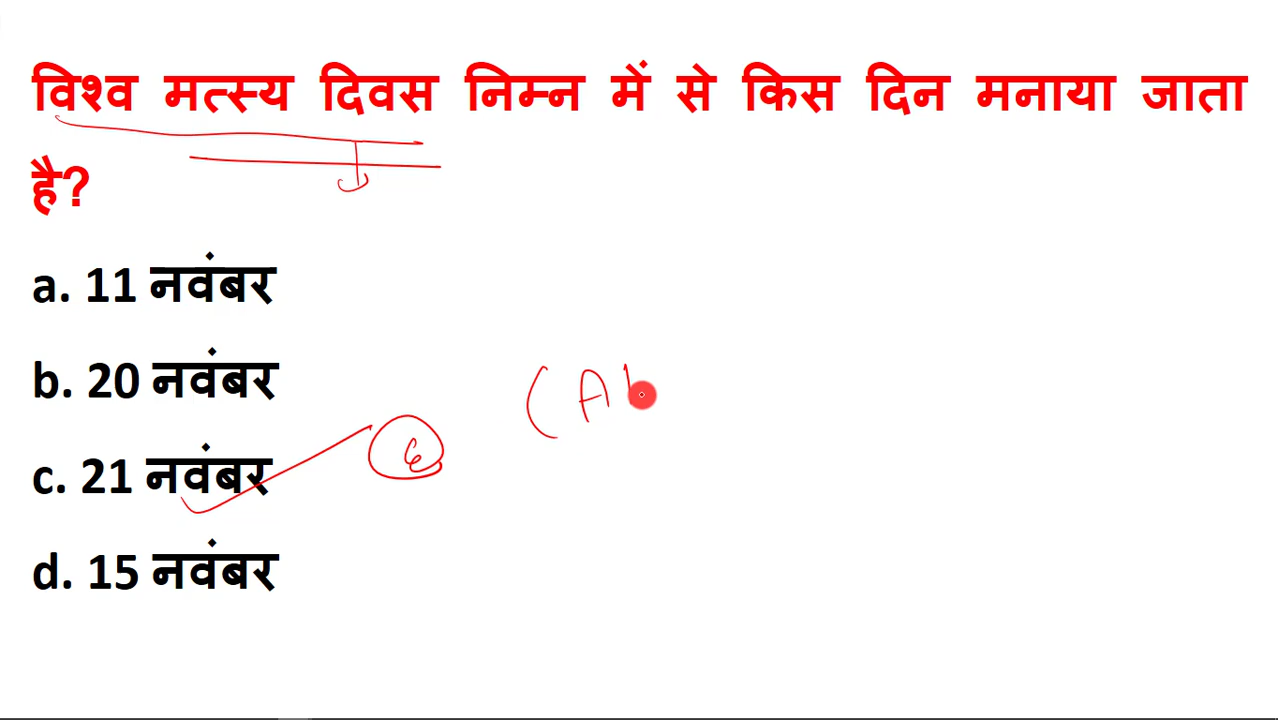 विश्व मत्स्य दिवस निम्न में से किस दिन मनाया जाता
है?
a. 11 नवंबर
b. 20 नवंबर
(A
c. 21 नवंबर
d. 15 नवंबर